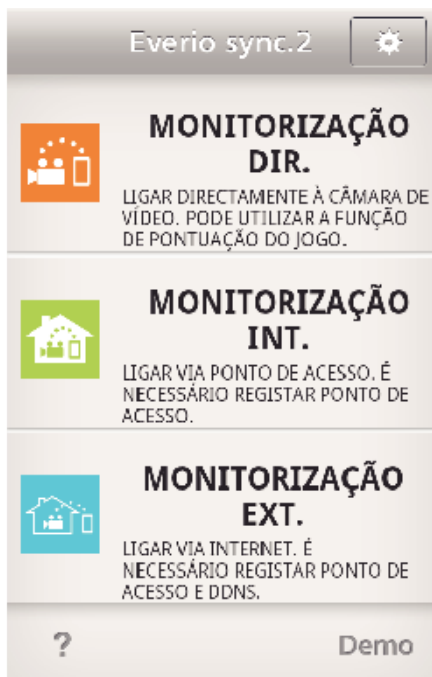 Everio sync.2
MONITORIZAÇÃO
DIR.
LIGAR DIRECTAMENTE À CÂMARA DE
VÍDEO. PODE UTILIZAR A FUNÇÃO
DE PONTUAÇÃO DO JOGO.
MONITORIZAÇÃO
INT.
LIGAR VIA PONTO DE ACESSO. É
NECESSÁRIO REGISTAR PONTO DE
ACESSO.
MONITORIZAÇÃO
EXT.
LIGAR VIA INTERNET. É
NECESSÁRIO REGISTAR PONTO DE
ACESSO E DDNS.
? Demo